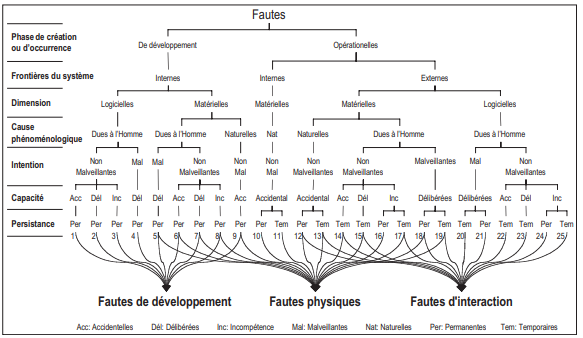 Fautes
Phase de création
ou d'occurrence
De développement Opérationelles
Frontières du système
Internes Internes Externes
Dimension
Logicielles Matérielles Matérielles Matérielles Logicielles
Cause
phénoménologique
Dues à l'Homme Dues à l'Homme Naturelles Nat Naturelles Dues à l'Homme Dues à l'Homme
Intention
Non Mal Mal Non Non Non Non Non Malveillantes Mal Non
Malveillantes Malveillantes Mal Mal Malveillantes Malveillantes Malveillantes
Capacité
Acc Dél Inc Dél Dél Acc Dél Inc Acc Accidental Accidental Acc Dél Inc Délibérées Délibérées Acc Dél Inc
Persistance
Per Per Per Per Per Per Per Per Per Per Tem Per Tem Tem Tem Per Tem Per Tem Tem Per Tem Tem Per Tem
1 2 3 4 5 6 7 8 9 10 11 12 13 14 15 16 17 18 19 20 21 22 23 24 25
Fautes de développement Fautes physiques Fautes d'interaction
Acc: Accidentelles Dél: Délibérées Inc: Incompétence Mal: Malveillantes Nat: Naturelles Per: Permanentes Tem: Temporaires